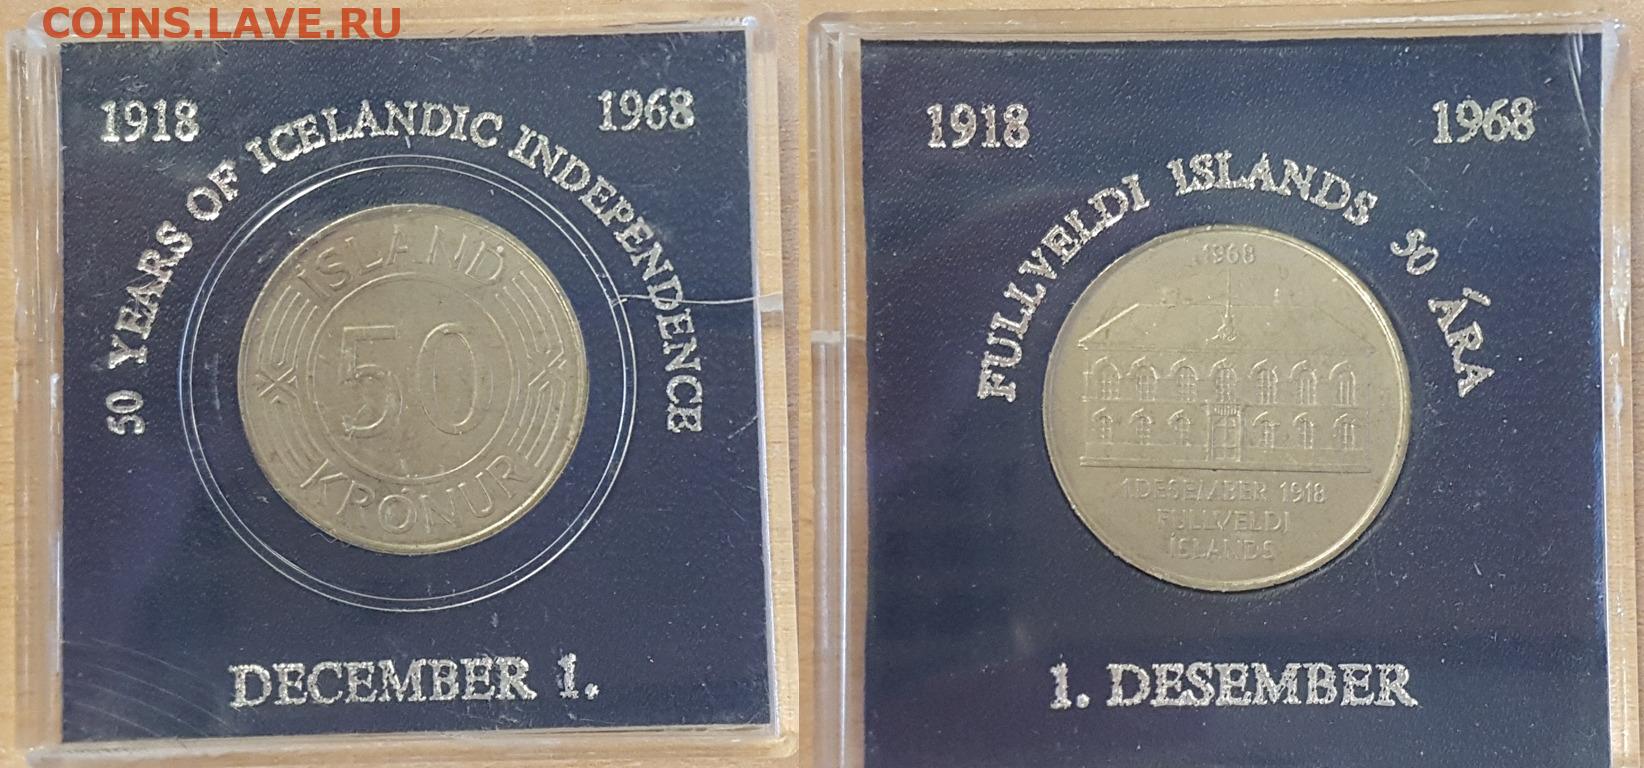 COINS.LAVE.RU
1918
1968
50 YEARS OF ICELANDIC INDEPENDENCE
ÍSLAND
50
KRÓNUR
DECEMBER 1.
1918
1968
FULLVELDI ISLANDS 50 ÁRA
1968
1.DESEMBER 1918
FULLVELDI
ÍSLANDS
1. DESEMBER